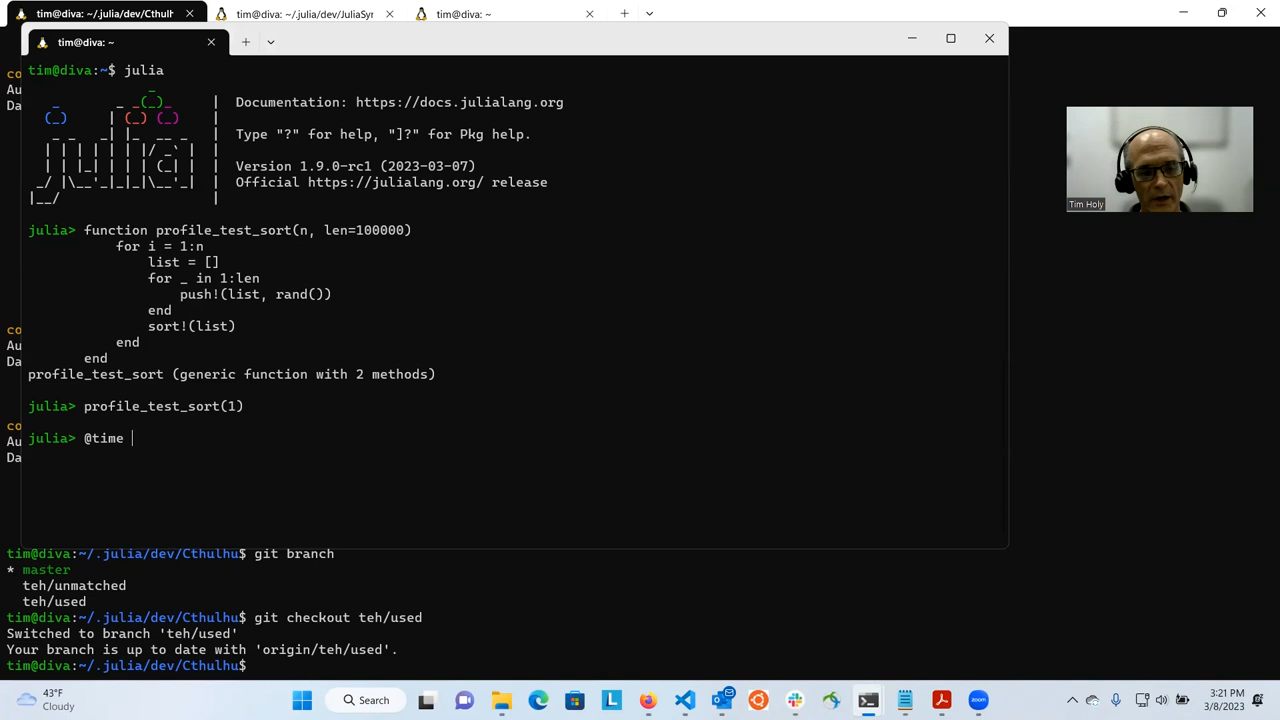 tim@diva: ~/.julia/dev/Cthulh
tim@diva: ~/.julia/dev/JuliaSyr
tim@diva: ~
tim@diva: ~
tim@diva:~$ julia
Documentation: https://docs.julialang.org
Type "?" for help, "]?" for Pkg help.
Version 1.9.0-rc1 (2023-03-07)
Official https://julialang.org/ release
julia> function profile_test_sort(n, len=100000)
for i = 1:n
list = []
for _ in 1:len
push!(list, rand())
end
sort!(list)
end
end
profile_test_sort (generic function with 2 methods)
julia> profile_test_sort(1)
julia> @time
co
Au
Da
co
Au
Da
co
Au
Da
Tim Holy
tim@diva:~/.julia/dev/Cthulhu$ git branch
* master
teh/unmatched
teh/used
tim@diva:~/.julia/dev/Cthulhu$ git checkout teh/used
Switched to branch 'teh/used'
Your branch is up to date with 'origin/teh/used'.
tim@diva:~/.julia/dev/Cthulhu$
43°F
Cloudy
Search
zoom
3:21 PM
3/8/2023